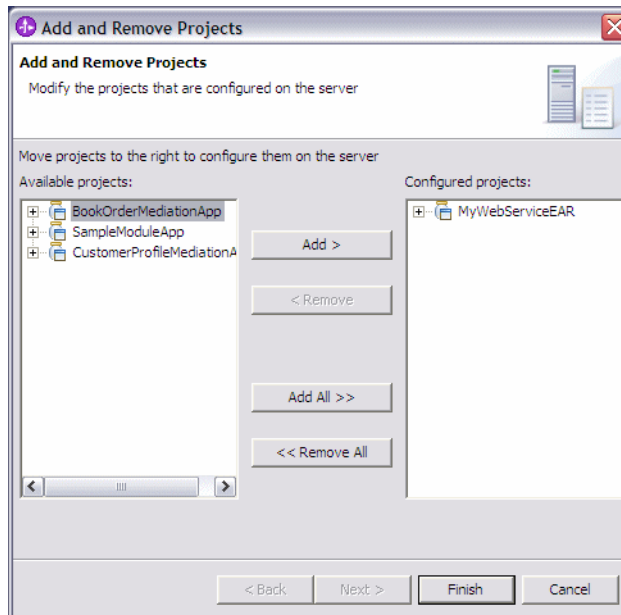 Add and Remove Projects
Add and Remove Projects
Modify the projects that are configured on the server
Move projects to the right to configure them on the server
Available projects:
Configured projects:
BookOrderMediationApp
SampleModuleApp
CustomerProfileMediationA
MyWebServiceEAR
Add >
< Remove
Add All >>
<< Remove All
< Back
Next >
Finish
Cancel